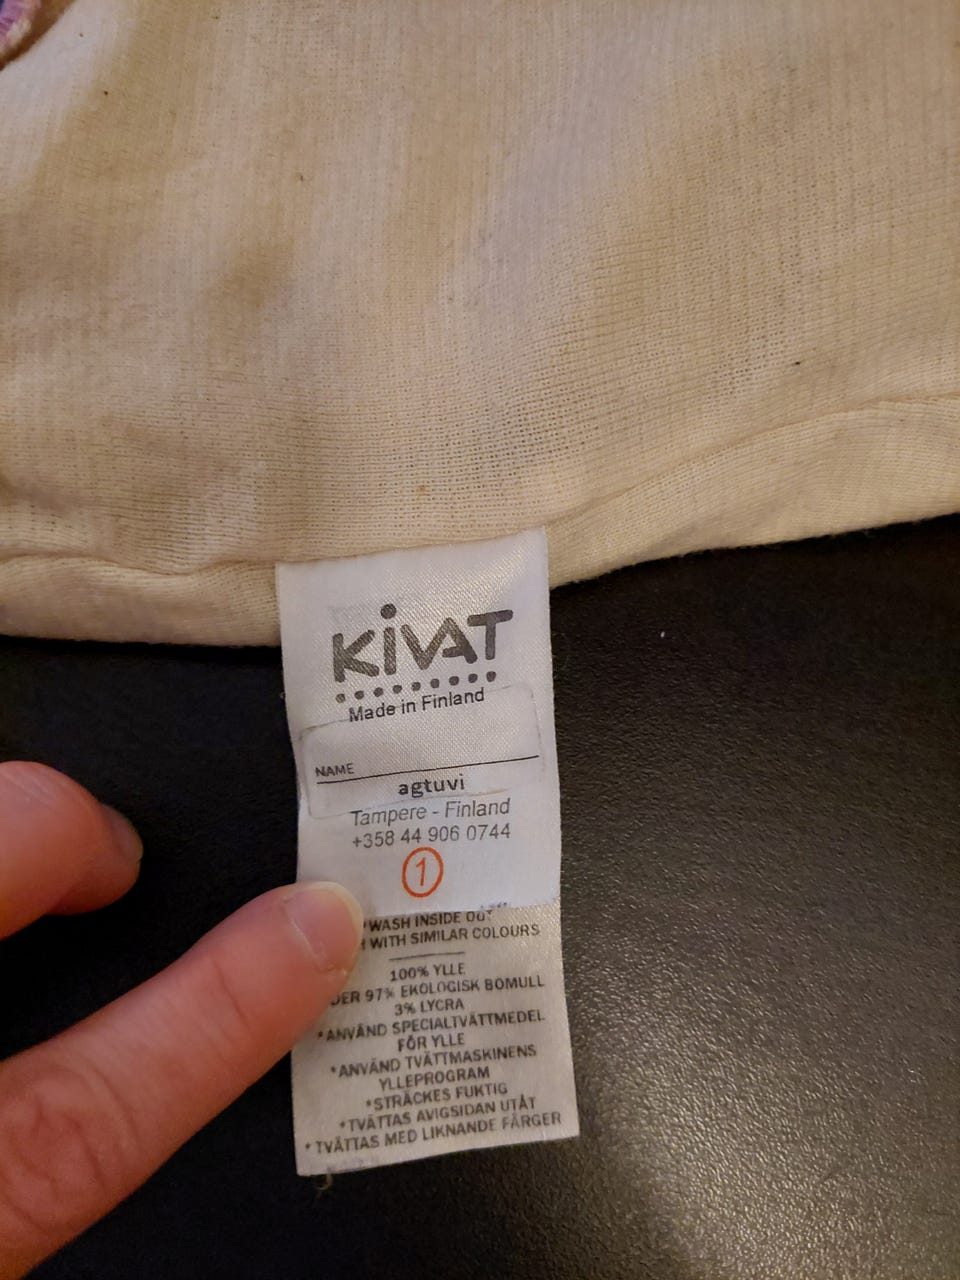 KiVAT
Made in Finland
NAME
agtuvi
Tampere - Finland
+358 44 906 0744
1
*WASH INSIDE OUT
WITH SIMILAR COLOURS
100% YLLE
97% EKOLOGISK BOMULL
3% LYCRA
*ANVÄND SPECIALTVÄTTMEDEL
FÖR YLLE
*ANVÄND TVÄTTMASKINENS
YLLEPROGRAM
*STRÄCKES FUKTIG
*TVÄTTAS AVIGSIDAN UTÅT
*TVÄTTAS MED LIKNANDE FÄRGER